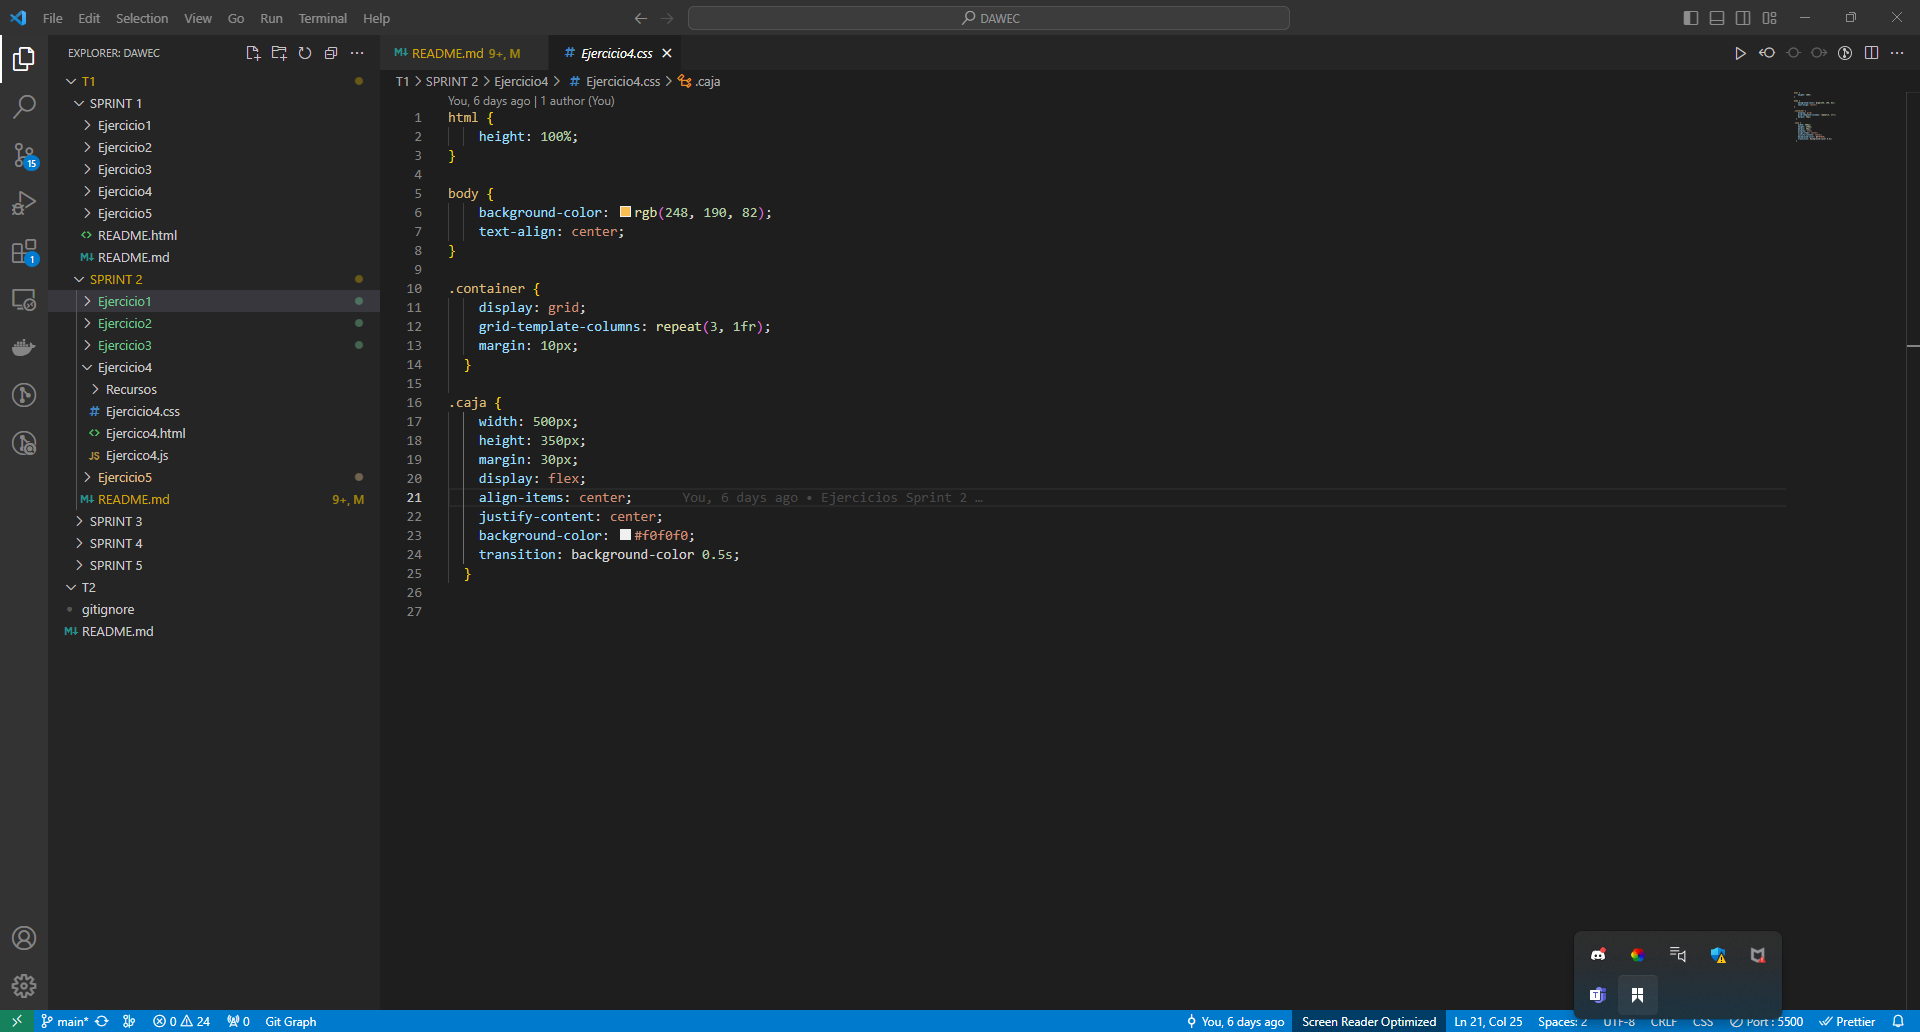 File Edit Selection View Go Run Terminal Help
DAWEC
EXPLORER: DAWEC
T1
SPRINT 1
Ejercicio1
Ejercicio2
Ejercicio3
Ejercicio4
Ejercicio5
README.html
README.md
SPRINT 2
Ejercicio1
Ejercicio2
Ejercicio3
Ejercicio4
Recursos
Ejercicio4.css
Ejercico4.html
Ejercico4.js
Ejercicio5
README.md 9+, M
SPRINT 3
SPRINT 4
SPRINT 5
T2
gitignore
README.md
15
1
README.md 9+, M
Ejercicio4.css
T1 > SPRINT 2 > Ejercicio4 > # Ejercicio4.css > .caja
You, 6 days ago | 1 author (You)
1 html {
2 height: 100%;
3 }
4
5 body {
6 background-color: rgb(248, 190, 82);
7 text-align: center;
8 }
9
10 .container {
11 display: grid;
12 grid-template-columns: repeat(3, 1fr);
13 margin: 10px;
14 }
15
16 .caja {
17 width: 500px;
18 height: 350px;
19 margin: 30px;
20 display: flex;
21 align-items: center; You, 6 days ago • Ejercicios Sprint 2 …
22 justify-content: center;
23 background-color: #f0f0f0;
24 transition: background-color 0.5s;
25 }
26
27
main* 0 24 0 Git Graph
You, 6 days ago Screen Reader Optimized Ln 21, Col 25 Spaces: 2 UTF-8 CRLF CSS Port : 5500 Prettier